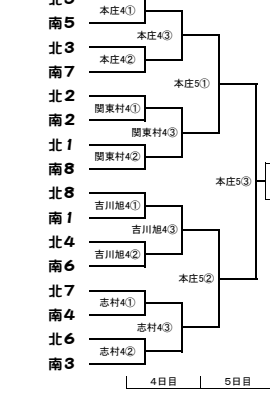 本庄4①
南5
本庄4③
北3
本庄4②
南7
本庄5①
北2
関東村4①
南2
関東村4③
北1
関東村4②
南8
本庄5③
北8
吉川旭4①
南1
吉川旭4③
北4
吉川旭4②
南6
本庄5②
北7
志村4①
南4
志村4③
北6
志村4②
南3
4日目
5日目